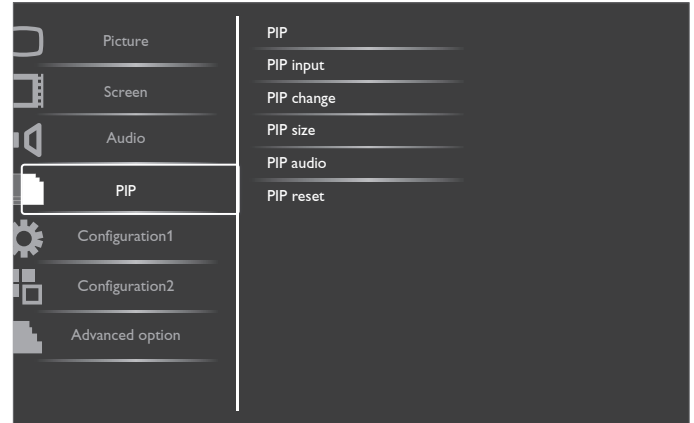 Picture
Screen
Audio
PIP
Configuration1
Configuration2
Advanced option
PIP
PIP input
PIP change
PIP size
PIP audio
PIP reset